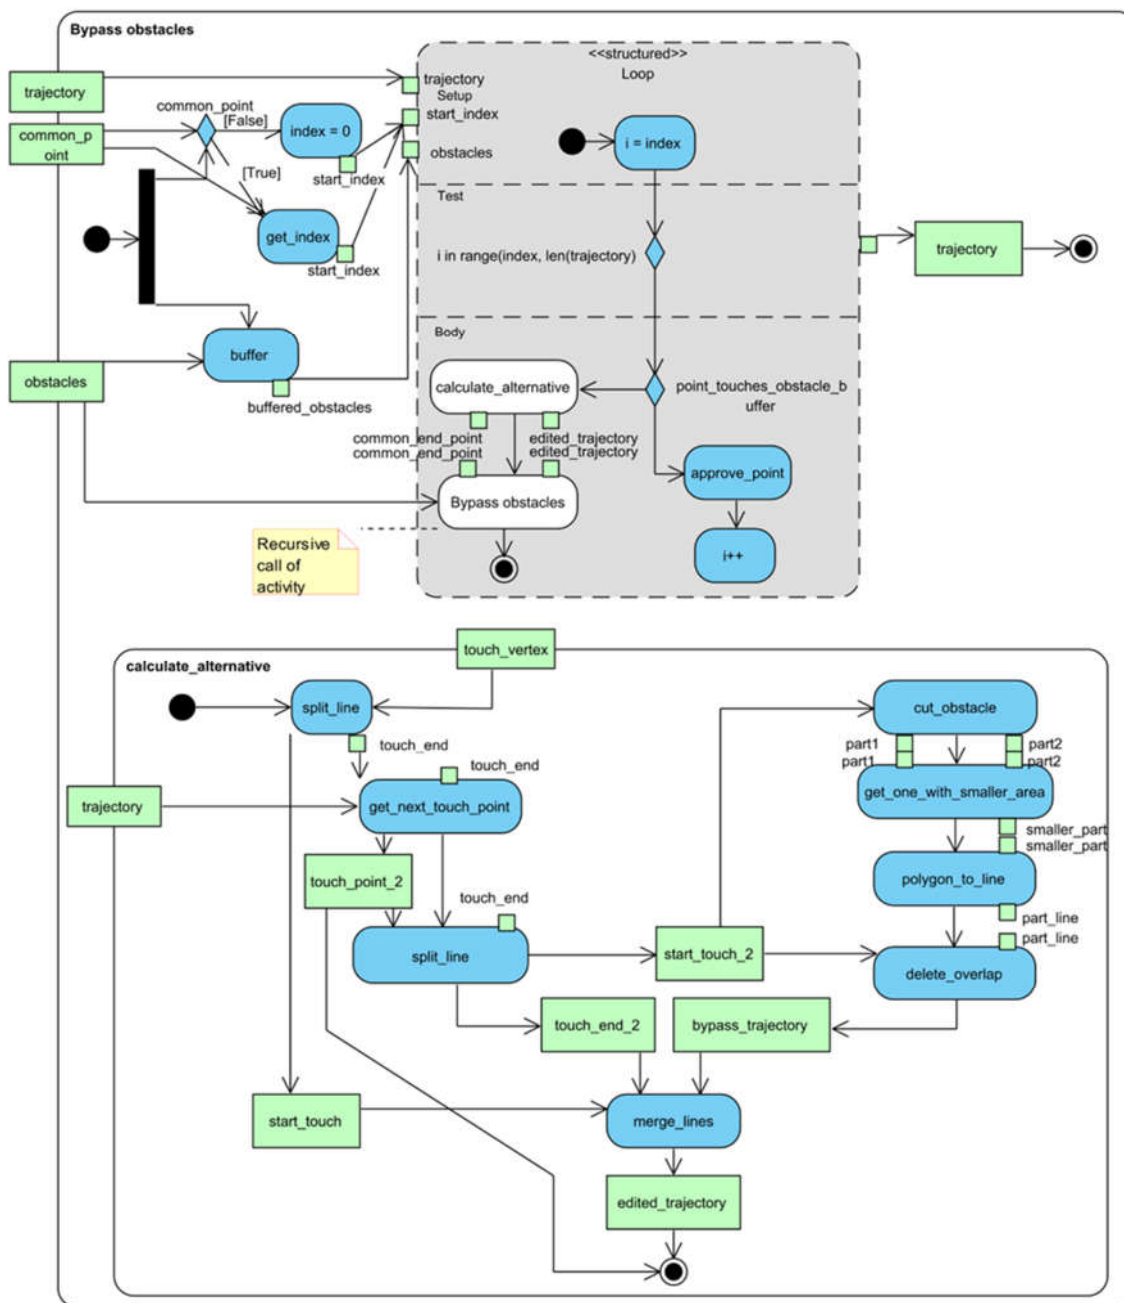 Bypass obstacles
<<structured>>
Loop
trajectory
trajectory
Setup
common_point
[False]
index = 0
start_index
i = index
common_p
oint
obstacles
[True]
start_index
Test
get_index
start_index
i in range(index, len(trajectory)
trajectory
Body
buffer
obstacles
buffered_obstacles
calculate_alternative
point_touches_obstacle_b
uffer
common_end_point
edited_trajectory
common_end_point
edited_trajectory
approve_point
Bypass obstacles
Recursive
call of
activity
i++
touch_vertex
calculate_alternative
split_line
cut_obstacle
touch_end
part1
part2
part1
part2
touch_end
trajectory
get_next_touch_point
get_one_with_smaller_area
smaller_part
smaller_part
touch_point_2
polygon_to_line
touch_end
part_line
part_line
split_line
start_touch_2
delete_overlap
touch_end_2
bypass_trajectory
start_touch
merge_lines
edited_trajectory